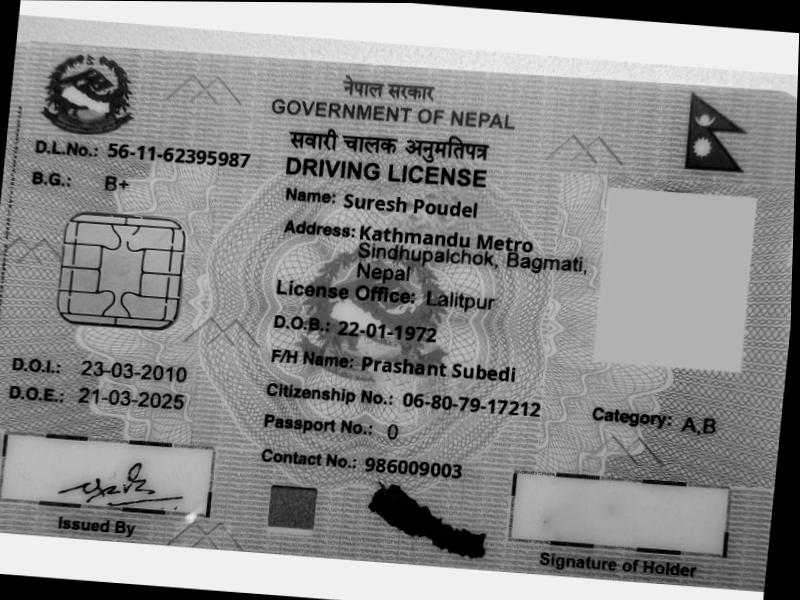 नेपाल सरकार
GOVERNMENT OF NEPAL
सवारी चालक अनुमतिपत्र
DRIVING LICENSE
D.L.No.: 56-11-62395987
B.G.: B+
Name: Suresh Poudel
Address: Kathmandu Metro
Sindhupalchok, Bagmati,
Nepal
License Office: Lalitpur
D.O.B.: 22-01-1972
F/H Name: Prashant Subedi
D.O.I.: 23-03-2010
D.O.E.: 21-03-2025
Citizenship No.: 06-80-79-17212
Category: A,B
Passport No.: 0
Contact No.: 986009003
Issued By
Signature of Holder